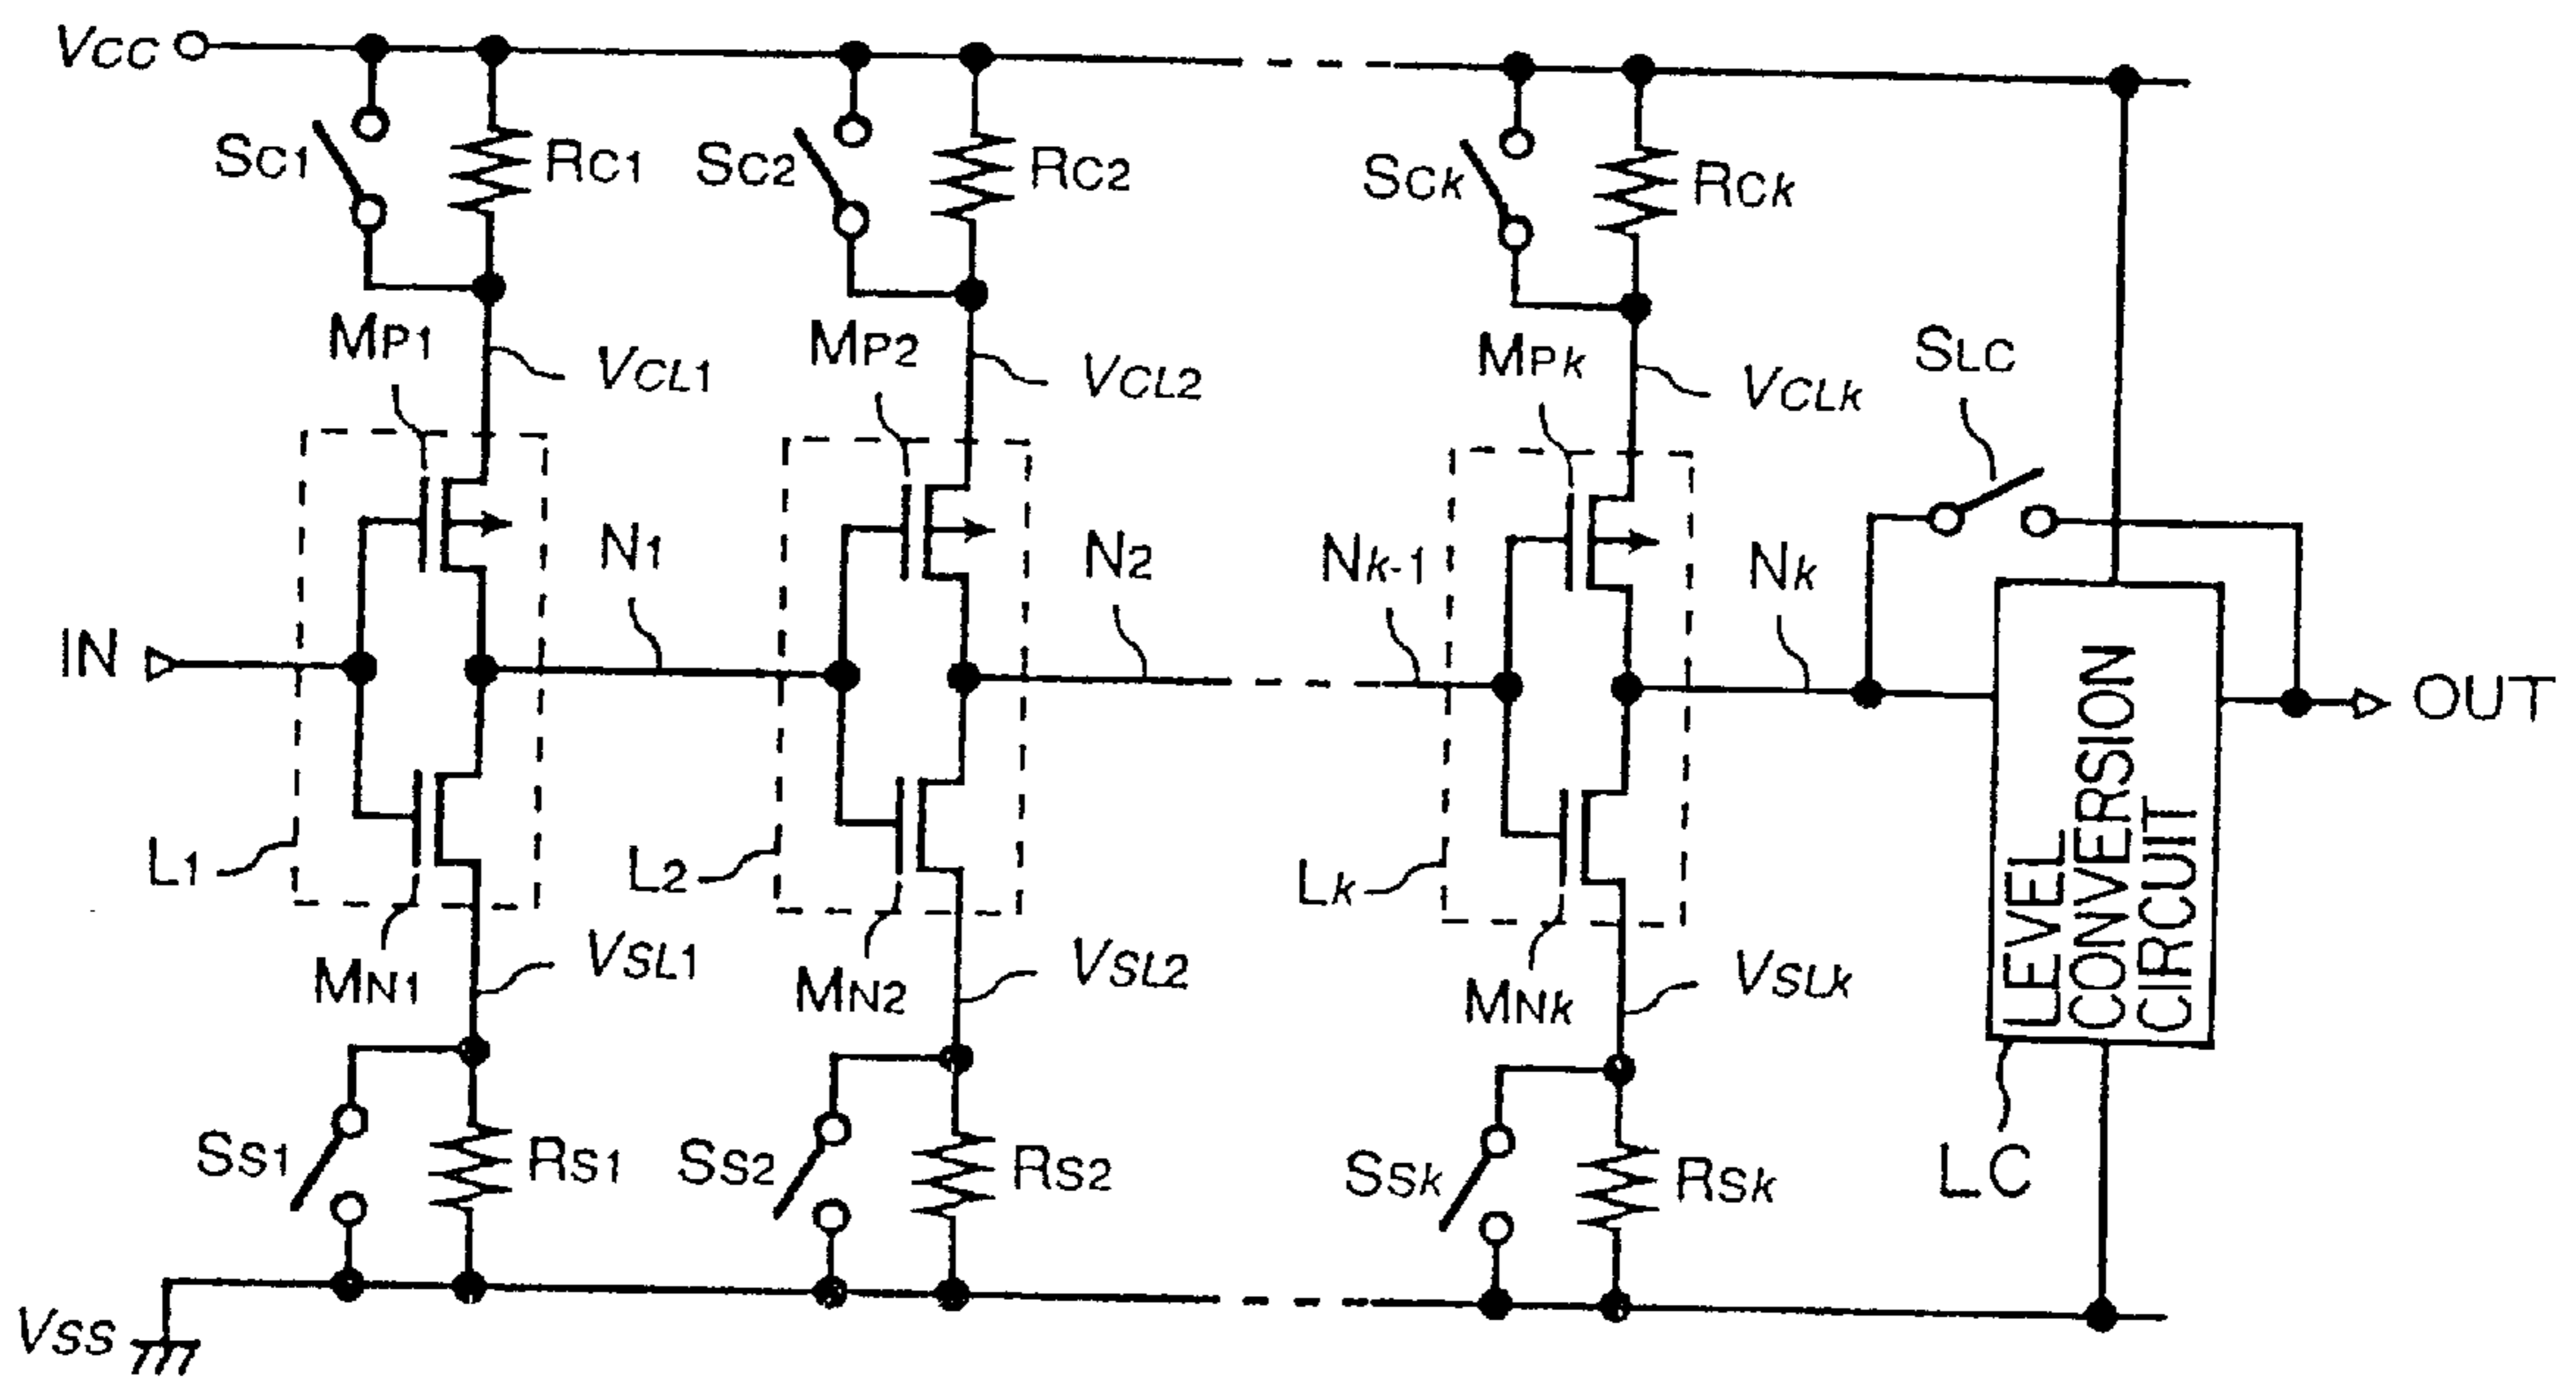 VCC
SC1
RC1
SC2
RC2
SCk
RCk
MP1
VCL1
MP2
VCL2
MPk
VCLk
SLC
IN
N1
N2
Nk-1
Nk
OUT
LEVEL
CONVERSION
CIRCUIT
L1
L2
Lk
MN1
VSL1
MN2
VSL2
MNk
VSLk
SS1
RS1
SS2
RS2
SSk
RSk
LC
VSS